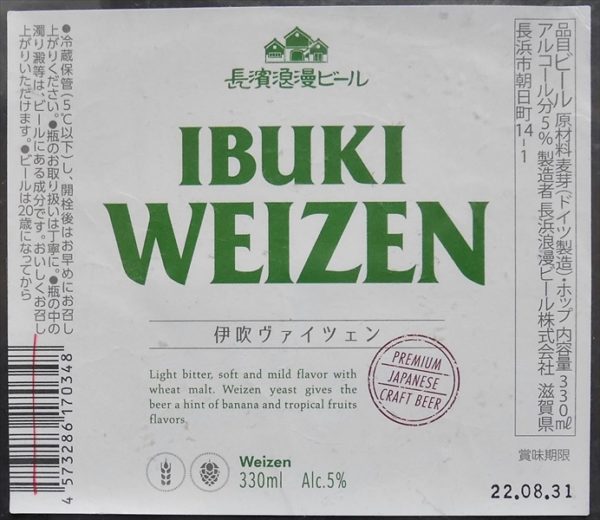 長濱浪漫ビール
IBUKI
WEIZEN
伊吹ヴァイツェン
Light bitter, soft and mild flavor with
wheat malt. Weizen yeast gives the
beer a hint of banana and tropical fruits
flavors
PREMIUM
JAPANESE
CRAFT BEER
Weizen
330ml Alc.5%
品目ビール 原材料麦芽(ドイツ製造)・ホップ 内容量330㎖
アルコール分5% 製造者 長浜浪漫ビール株式会社 滋賀県
長浜市朝日町14-1
賞味期限
22.08.31
●冷蔵保管(5℃以下)し、開栓後はお早めにお召し
上がりください。●瓶のお取り扱いは丁寧に。●瓶の中の
濁り澱等は、ビールにある成分です。おいしくお召し
上がりいただけます。●ビールは20歳になってから
4 573286 170348